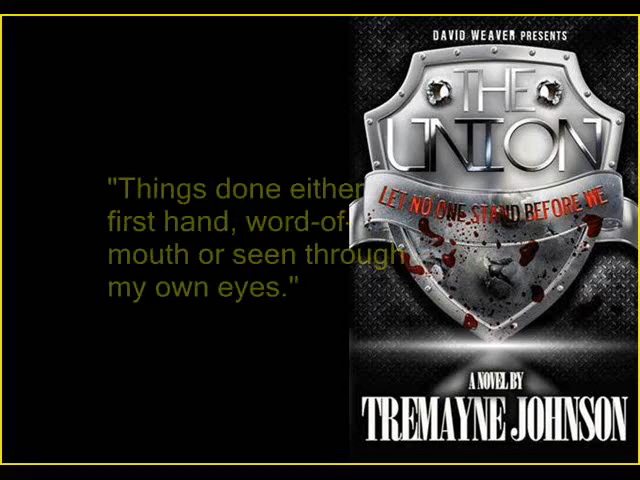 DAVID WEAVER PRESENTS
THE
UNION
LET NO ONE STAND BEFORE WE
"Things done either
first hand, word-of-
mouth or seen through
my own eyes."
A NOVEL BY
TREMAYNE JOHNSON